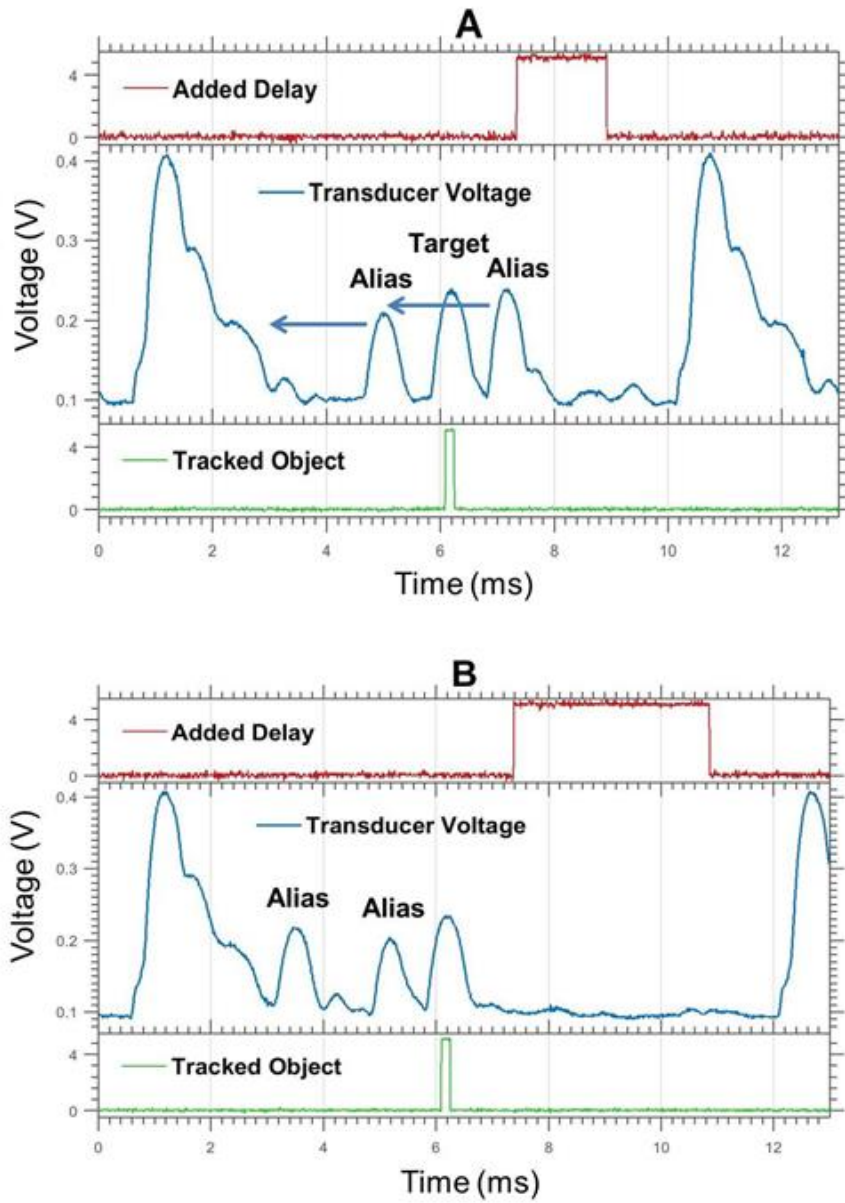 A
4
Added Delay
0
0.4
Transducer Voltage
0.3
Target
Alias
Alias
Voltage (V)
0.2
0.1
4
Tracked Object
0
0 2 4 6 8 10 12
Time (ms)
B
4
Added Delay
0
0.4
Transducer Voltage
0.3
Alias
Alias
Voltage (V)
0.2
0.1
4
Tracked Object
0
0 2 4 6 8 10 12
Time (ms)